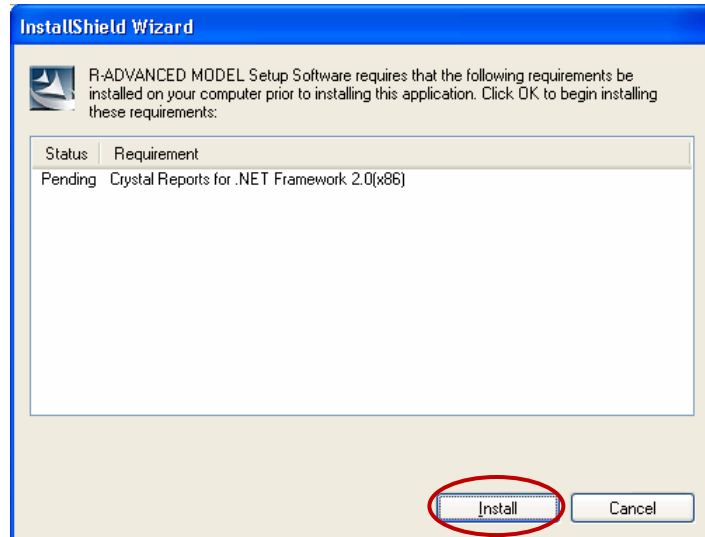 InstallShield Wizard
R-ADVANCED MODEL Setup Software requires that the following requirements be
installed on your computer prior to installing this application. Click OK to begin installing
these requirements:
Status Requirement
Pending Crystal Reports for .NET Framework 2.0(x86)
Install Cancel